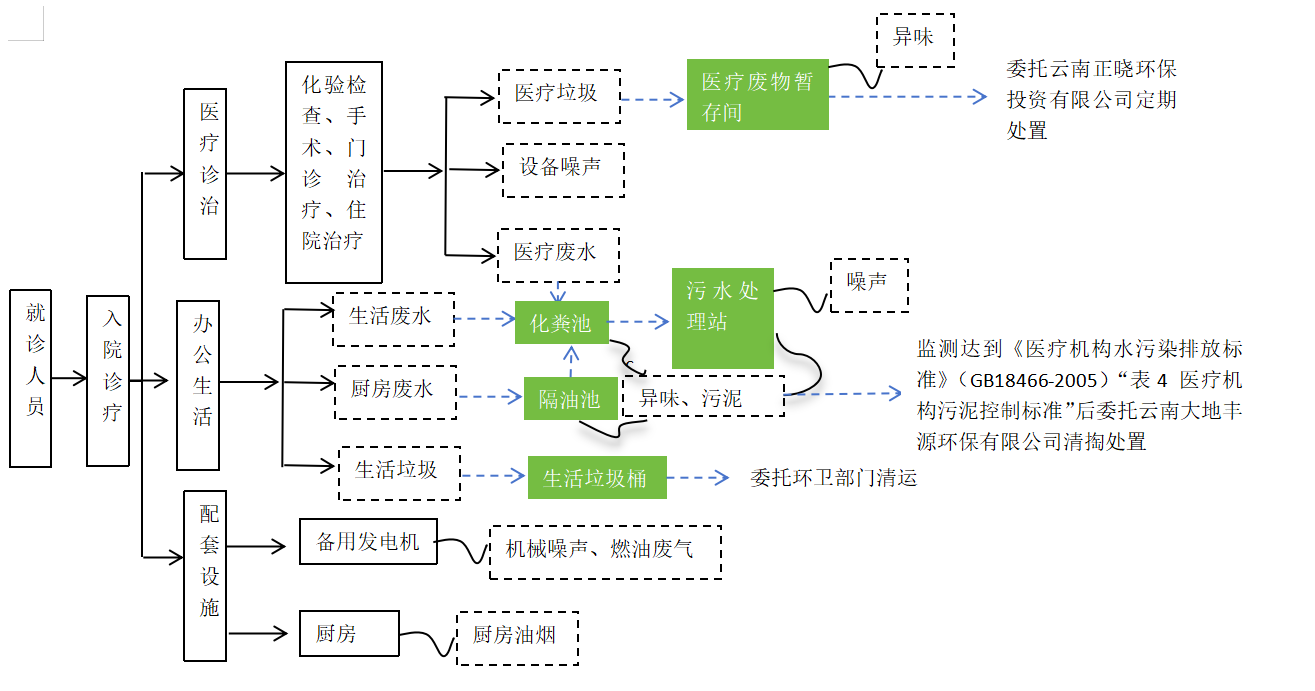 就诊人员
入院诊疗
医疗诊治
化验检
查、手
术、门
诊治
疗、住
院治疗
医疗垃圾
医疗废物暂
存间
异味
委托云南正晓环保
投资有限公司定期
处置
设备噪声
医疗废水
办公生活
生活废水
化粪池
污水处
理站
噪声
厨房废水
隔油池
异味、污泥
监测达到《医疗机构水污染排放标
准》（GB18466-2005）“表4 医疗机
构污泥控制标准”后委托云南大地丰
源环保有限公司清掏处置
生活垃圾
生活垃圾桶
委托环卫部门清运
配套设施
备用发电机
机械噪声、燃油废气
厨房
厨房油烟